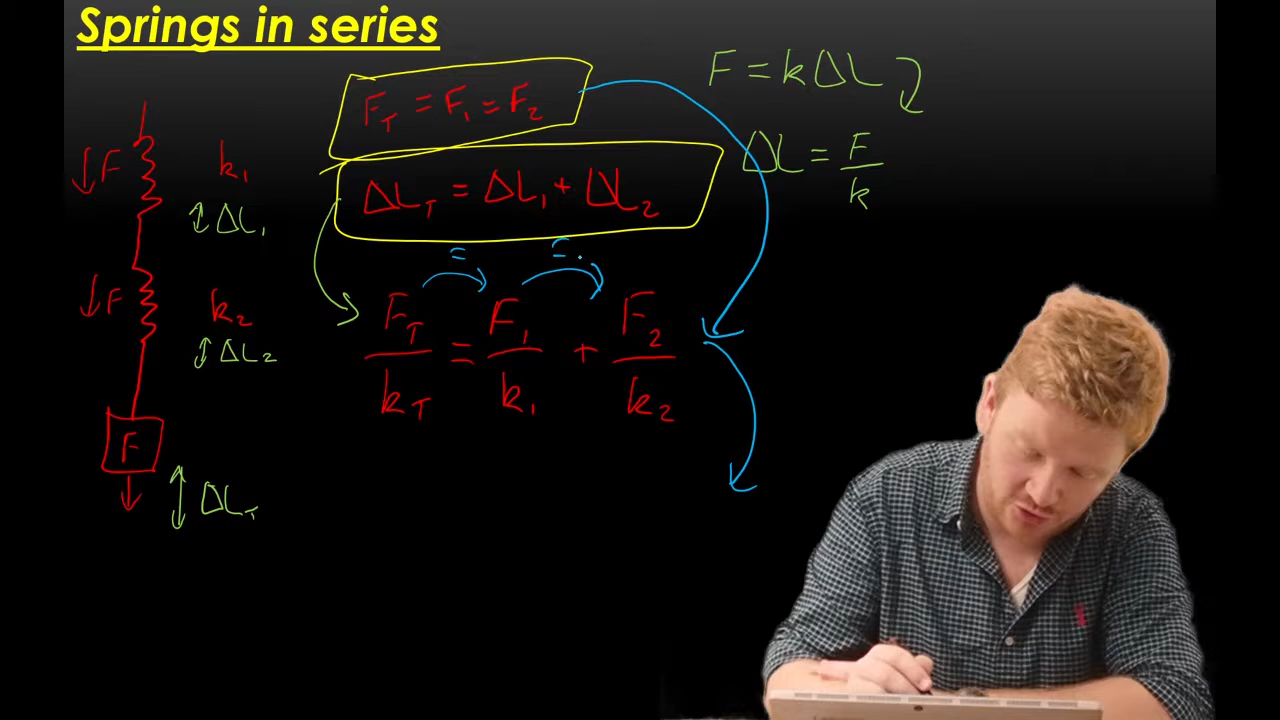 Springs in series
F_T = F_1 = F_2
F = kΔL
ΔL_T = ΔL_1 + ΔL_2
ΔL = F/k
↓F k_1
↕ΔL_1
= =
F_T/k_T = F_1/k_1 + F_2/k_2
↓F k_2
↕ΔL_2
F
↕ΔL_T